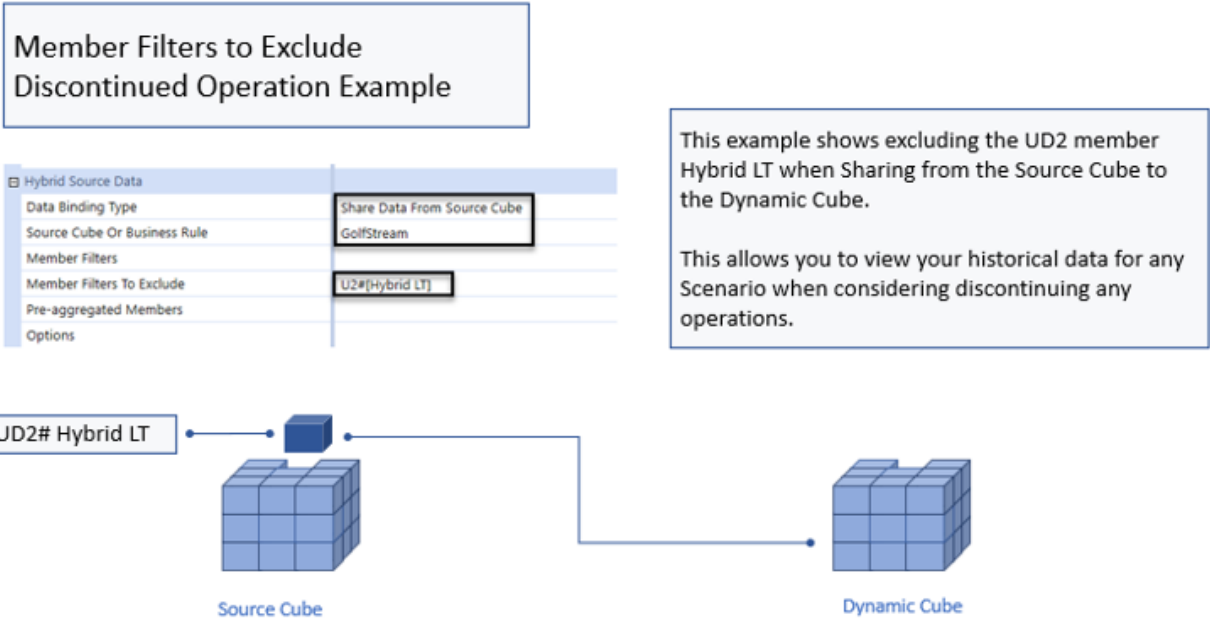 Member Filters to Exclude
Discontinued Operation Example
Hybrid Source Data
Data Binding Type
Share Data From Source Cube
Source Cube Or Business Rule
GolfStream
Member Filters
Member Filters To Exclude
U2#[Hybrid LT]
Pre-aggregated Members
Options
This example shows excluding the UD2 member
Hybrid LT when Sharing from the Source Cube to
the Dynamic Cube.
This allows you to view your historical data for any
Scenario when considering discontinuing any
operations.
UD2# Hybrid LT
Source Cube
Dynamic Cube